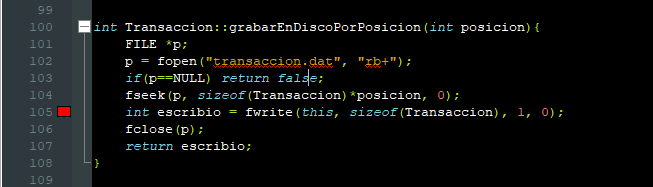 99
100 int Transaccion::grabarEnDiscoPorPosicion(int posicion){
101 FILE *p;
102 p = fopen("transaccion.dat", "rb+");
103 if(p==NULL) return false;
104 fseek(p, sizeof(Transaccion)*posicion, 0);
105 int escribio = fwrite(this, sizeof(Transaccion), 1, 0);
106 fclose(p);
107 return escribio;
108 }
109